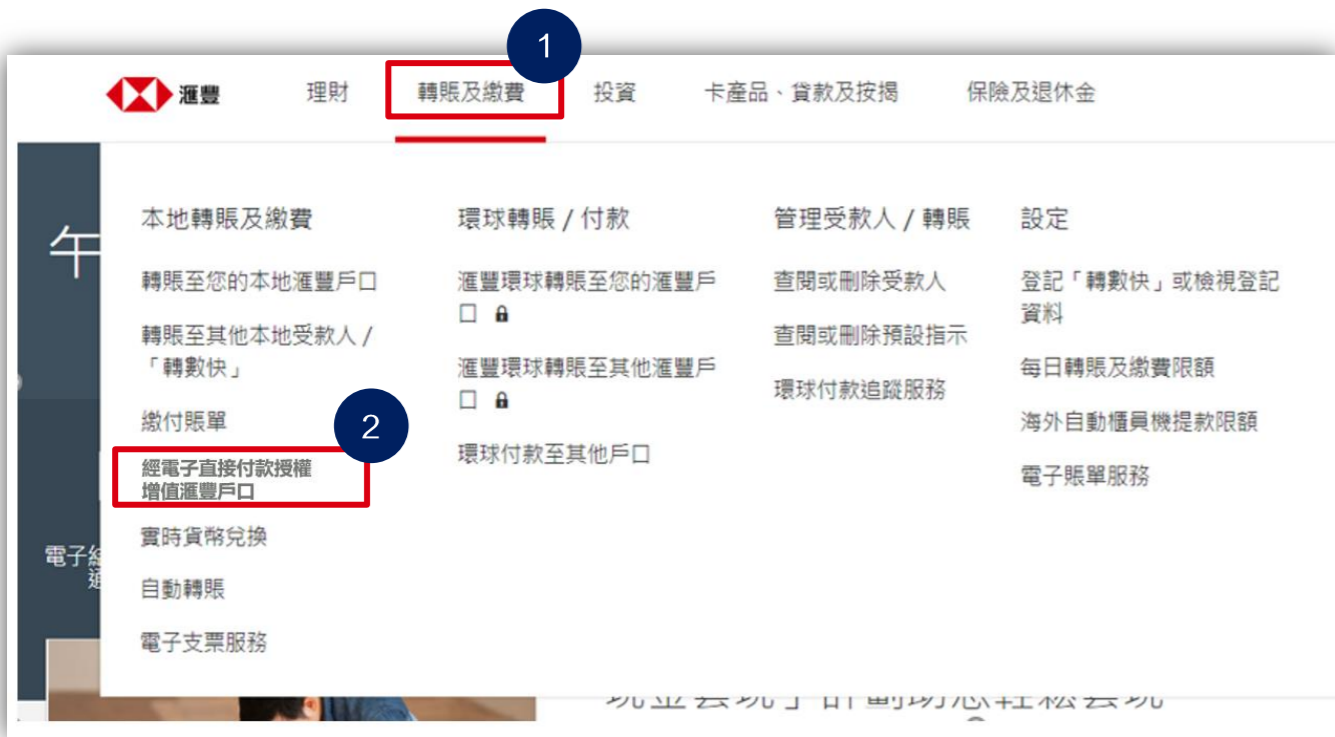 1
滙豐
理財
轉賬及繳費
投資
卡產品、貸款及按揭
保險及退休金
午
本地轉賬及繳費
轉賬至您的本地滙豐戶口
轉賬至其他本地受款人 /
「轉數快」
繳付賬單
2
經電子直接付款授權
增值滙豐戶口
實時貨幣兌換
自動轉賬
電子支票服務
環球轉賬 / 付款
滙豐環球轉賬至您的滙豐戶
口
滙豐環球轉賬至其他滙豐戶
口
環球付款至其他戶口
管理受款人 / 轉賬
查閱或刪除受款人
查閱或刪除預設指示
環球付款追蹤服務
設定
登記「轉數快」或檢視登記
資料
每日轉賬及繳費限額
海外自動櫃員機提款限額
電子賬單服務
電子